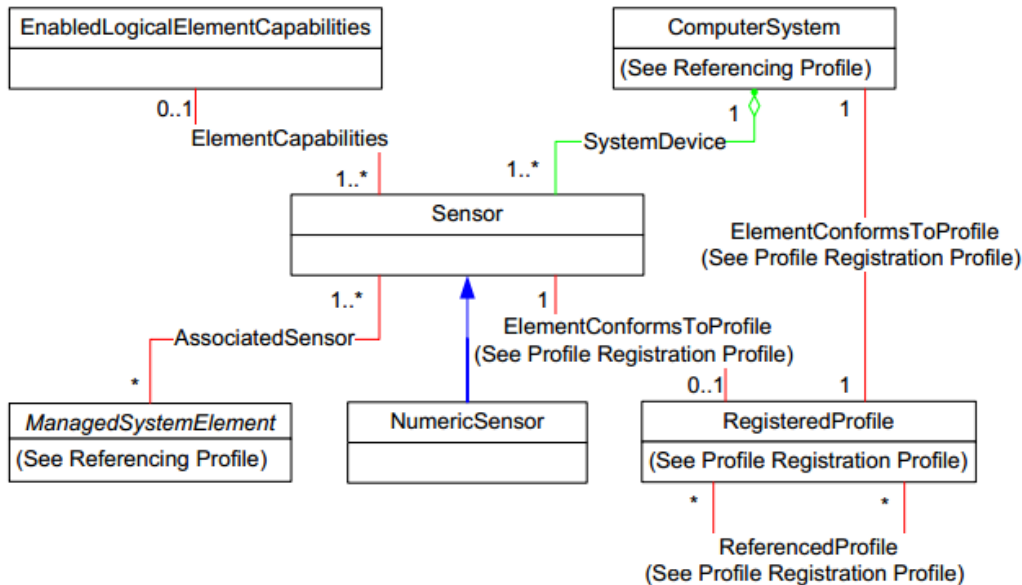 EnabledLogicalElementCapabilities
ComputerSystem
(See Referencing Profile)
0..1
1
1
ElementCapabilities
SystemDevice
1..*
1..*
Sensor
ElementConformsToProfile
(See Profile Registration Profile)
1..*
1
AssociatedSensor
ElementConformsToProfile
(See Profile Registration Profile)
*
0..1
1
ManagedSystemElement
(See Referencing Profile)
NumericSensor
RegisteredProfile
(See Profile Registration Profile)
*
*
ReferencedProfile
(See Profile Registration Profile)